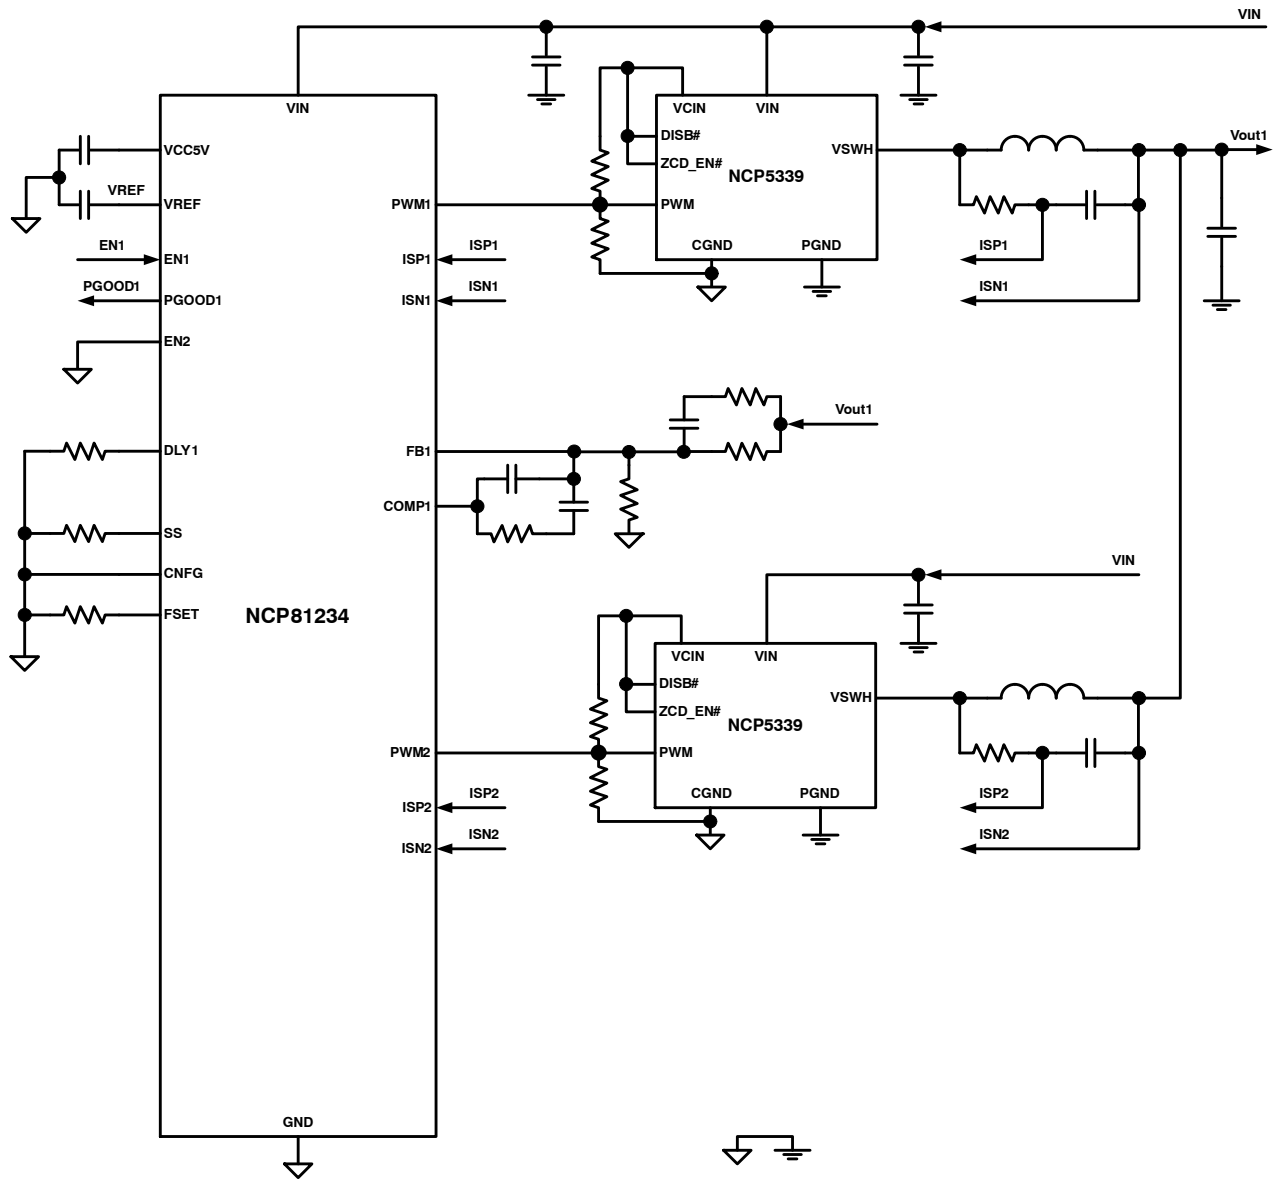 VIN
VIN
VCC5V
VREF
VREF
EN1
EN1
PGOOD1
PGOOD1
EN2
DLY1
SS
CNFG
FSET
NCP81234
GND
PWM1
ISP1
ISP1
ISN1
ISN1
FB1
COMP1
PWM2
ISP2
ISP2
ISN2
ISN2
VCIN
VIN
DISB#
ZCD_EN#
NCP5339
VSWH
PWM
CGND
PGND
Vout1
ISP1
ISN1
Vout1
VIN
VCIN
VIN
DISB#
ZCD_EN#
NCP5339
VSWH
PWM
CGND
PGND
ISP2
ISN2